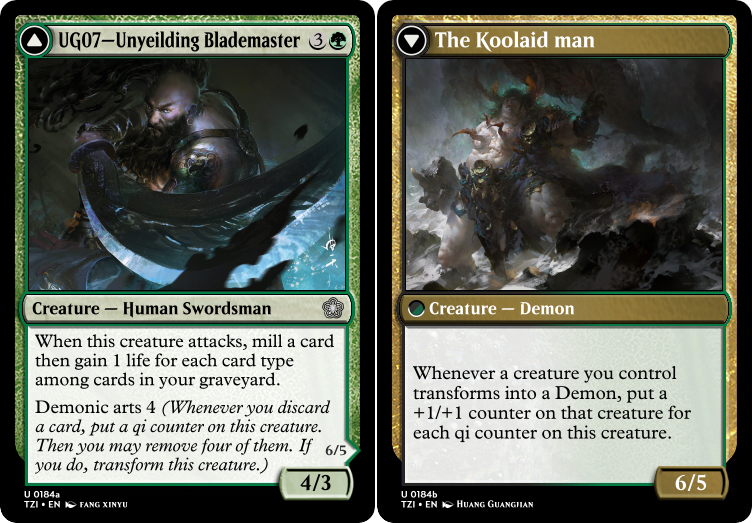 UG07—Unyeilding Blademaster 3
Creature — Human Swordsman
When this creature attacks, mill a card
then gain 1 life for each card type
among cards in your graveyard.
Demonic arts 4 (Whenever you discard
a card, put a qi counter on this creature.
Then you may remove four of them. If
you do, transform this creature.)
6/5
4/3
U 0184a
TZI • EN FANG XINYU
The Koolaid man
Creature — Demon
Whenever a creature you control
transforms into a Demon, put a
+1/+1 counter on that creature for
each qi counter on this creature.
6/5
U 0184b
TZI • EN HUANG GUANGJIAN